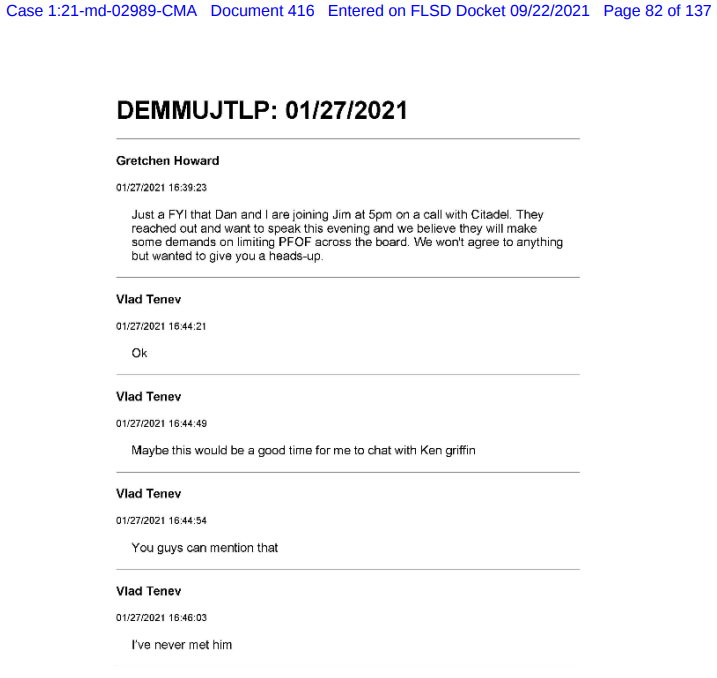 Case 1:21-md-02989-CMA Document 416 Entered on FLSD Docket 09/22/2021 Page 82 of 137
DEMMUJTLP: 01/27/2021
Gretchen Howard
01/27/2021 16:39:23
Just a FYI that Dan and I are joining Jim at 5pm on a call with Citadel. They
reached out and want to speak this evening and we believe they will make
some demands on limiting PFOF across the board. We won't agree to anything
but wanted to give you a heads-up.
Vlad Tenev
01/27/2021 16:44:21
Ok
Vlad Tenev
01/27/2021 16:44:49
Maybe this would be a good time for me to chat with Ken griffin
Vlad Tenev
01/27/2021 16:44:54
You guys can mention that
Vlad Tenev
01/27/2021 16:46:03
I've never met him